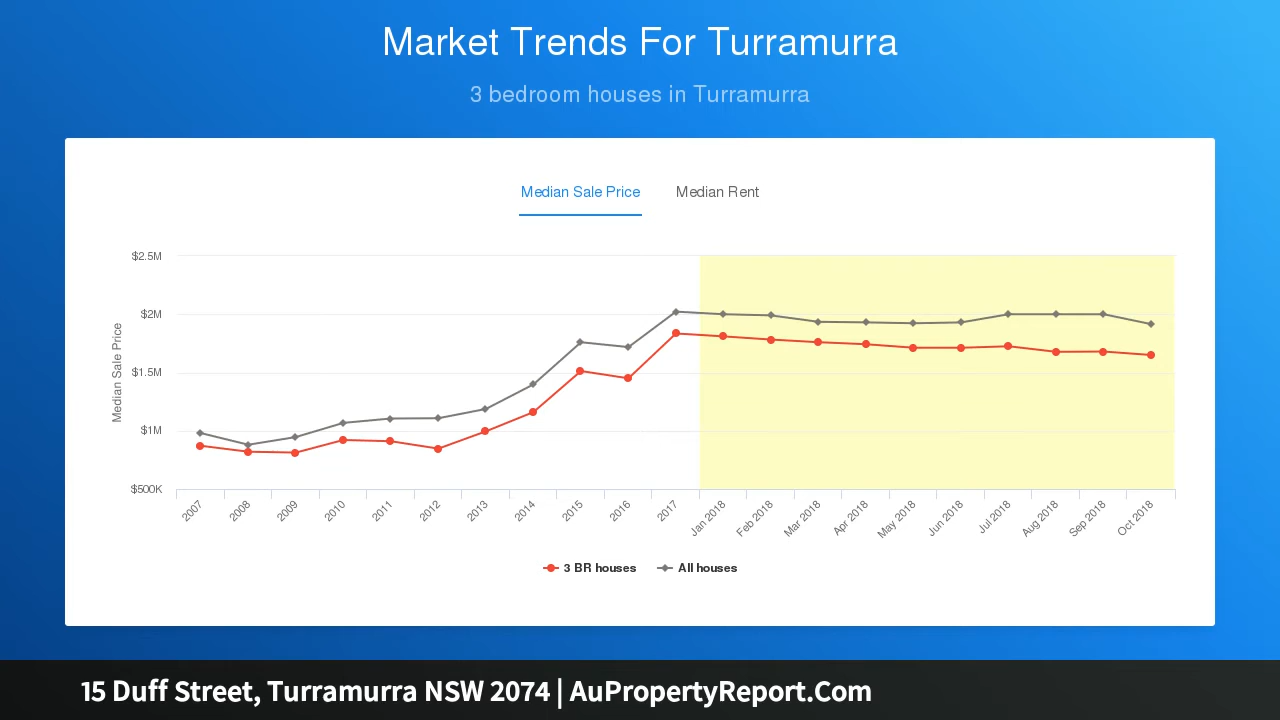 Market Trends For Turramurra
3 bedroom houses in Turramurra
Median Sale Price Median Rent
Median Sale Price
$2.5M
$2M
$1.5M
$1M
$500K
2007 2008 2009 2010 2011 2012 2013 2014 2015 2016 2017 Jan 2018 Feb 2018 Mar 2018 Apr 2018 May 2018 Jun 2018 Jul 2018 Aug 2018 Sep 2018 Oct 2018
3 BR houses All houses
15 Duff Street, Turramurra NSW 2074 | AuPropertyReport.Com